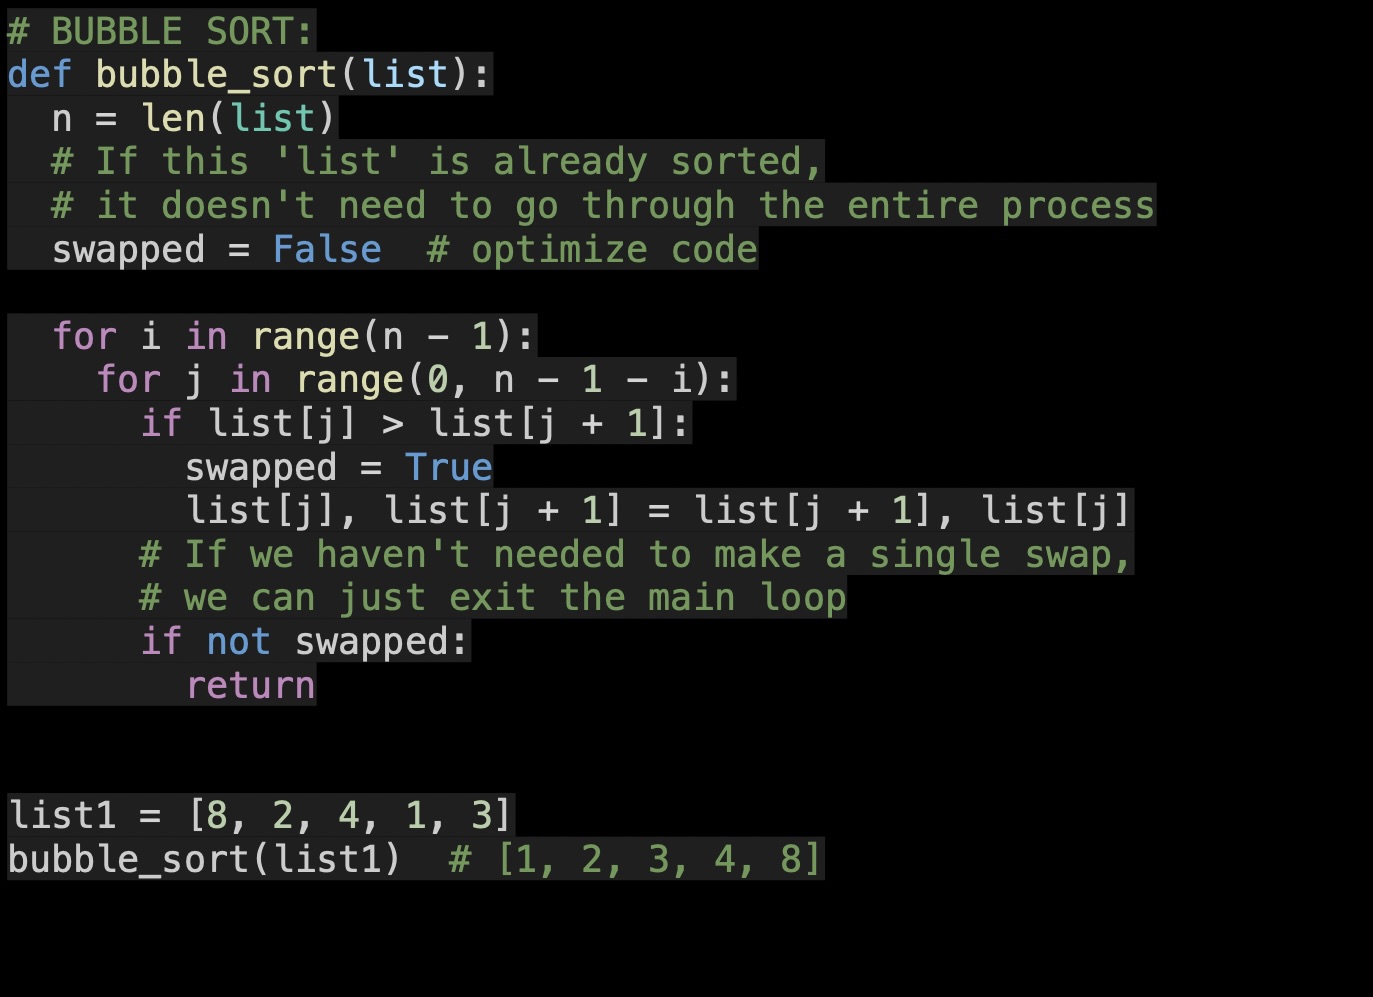 # BUBBLE SORT:
def bubble_sort(list):
  n = len(list)
  # If this 'list' is already sorted,
  # it doesn't need to go through the entire process
  swapped = False  # optimize code

  for i in range(n - 1):
    for j in range(0, n - 1 - i):
      if list[j] > list[j + 1]:
        swapped = True
        list[j], list[j + 1] = list[j + 1], list[j]
      # If we haven't needed to make a single swap,
      # we can just exit the main loop
      if not swapped:
        return


list1 = [8, 2, 4, 1, 3]
bubble_sort(list1)  # [1, 2, 3, 4, 8]